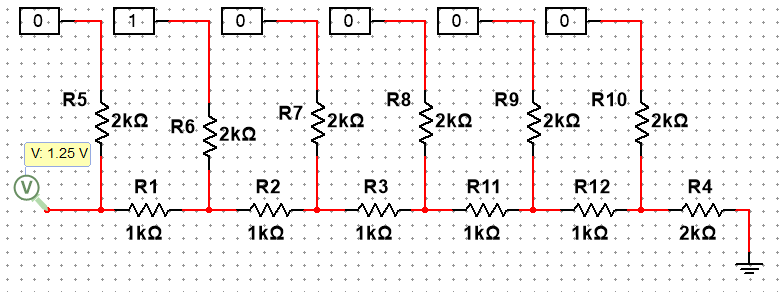 0 1 0 0 0 0
R5 R6 R7 R8 R9 R10
2kΩ 2kΩ 2kΩ 2kΩ 2kΩ 2kΩ
V: 1.25 V
V
R1 R2 R3 R11 R12 R4
1kΩ 1kΩ 1kΩ 1kΩ 1kΩ 2kΩ